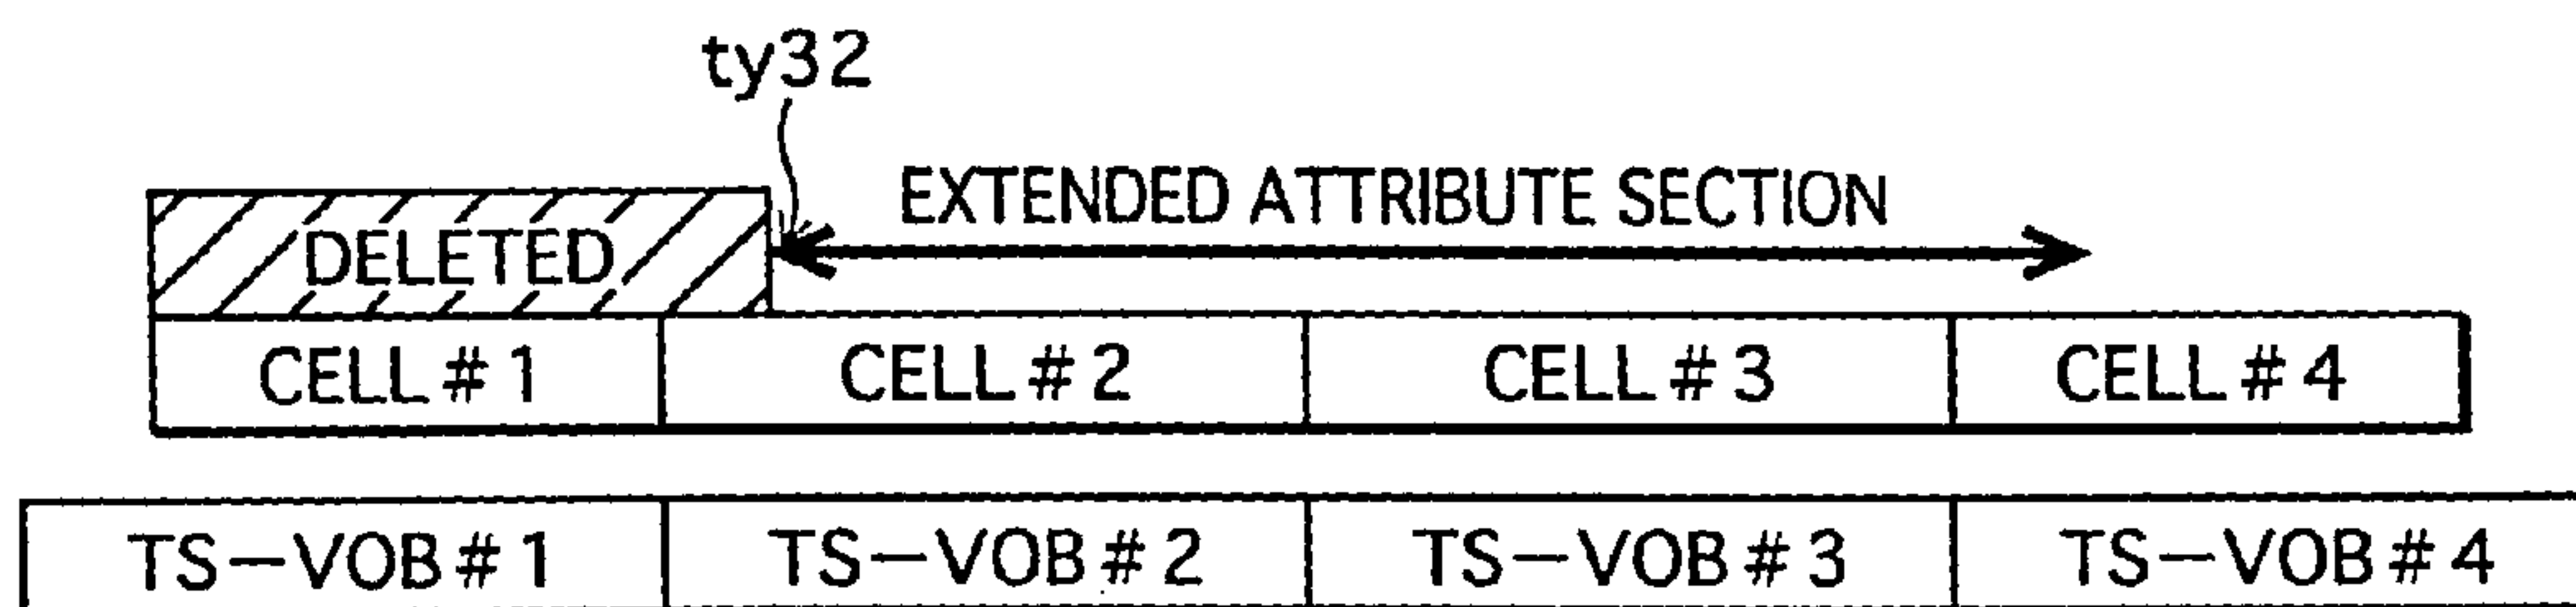 ty32
EXTENDED ATTRIBUTE SECTION
DELETED
CELL#1 CELL#2 CELL#3 CELL#4
TS-VOB#1 TS-VOB#2 TS-VOB#3 TS-VOB#4